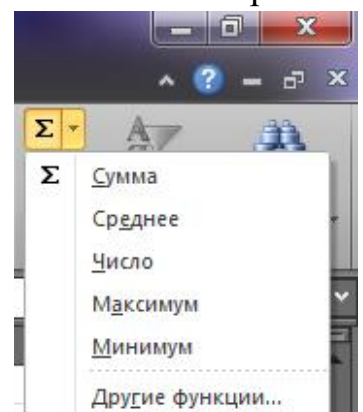 Σ
Σ Сумма
Среднее
Число
Максимум
Минимум
Другие функции...